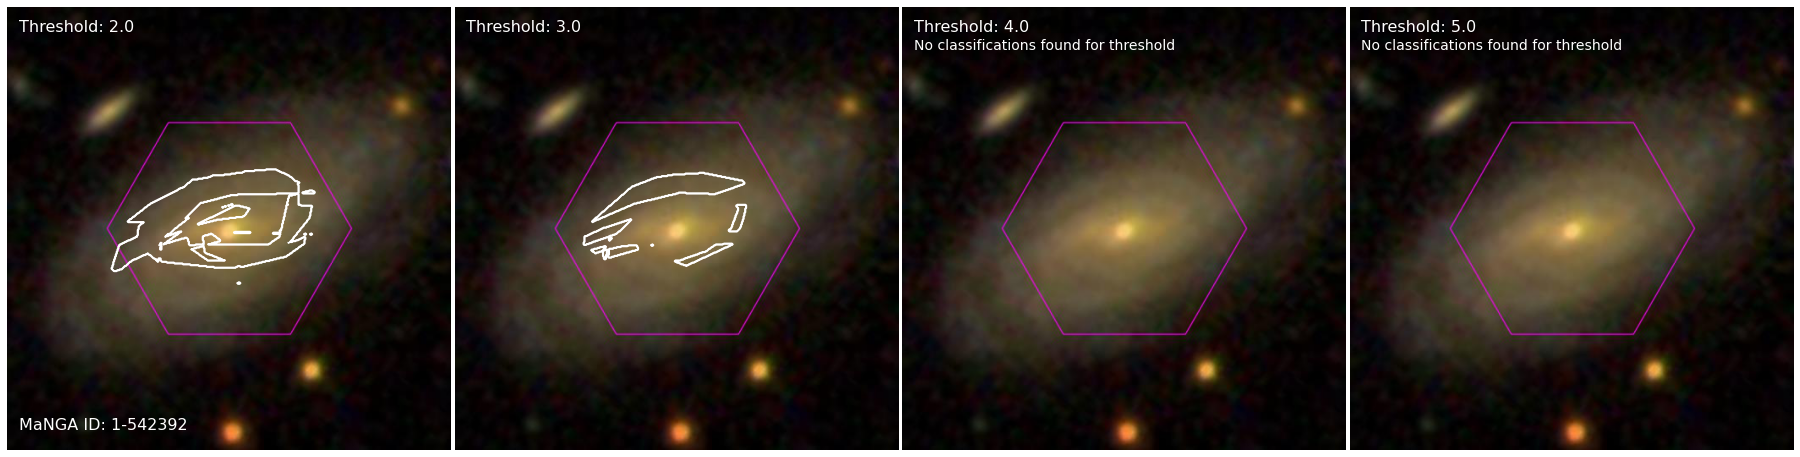 Threshold: 2.0
MaNGA ID: 1-542392
Threshold: 3.0
Threshold: 4.0
No classifications found for threshold
Threshold: 5.0
No classifications found for threshold